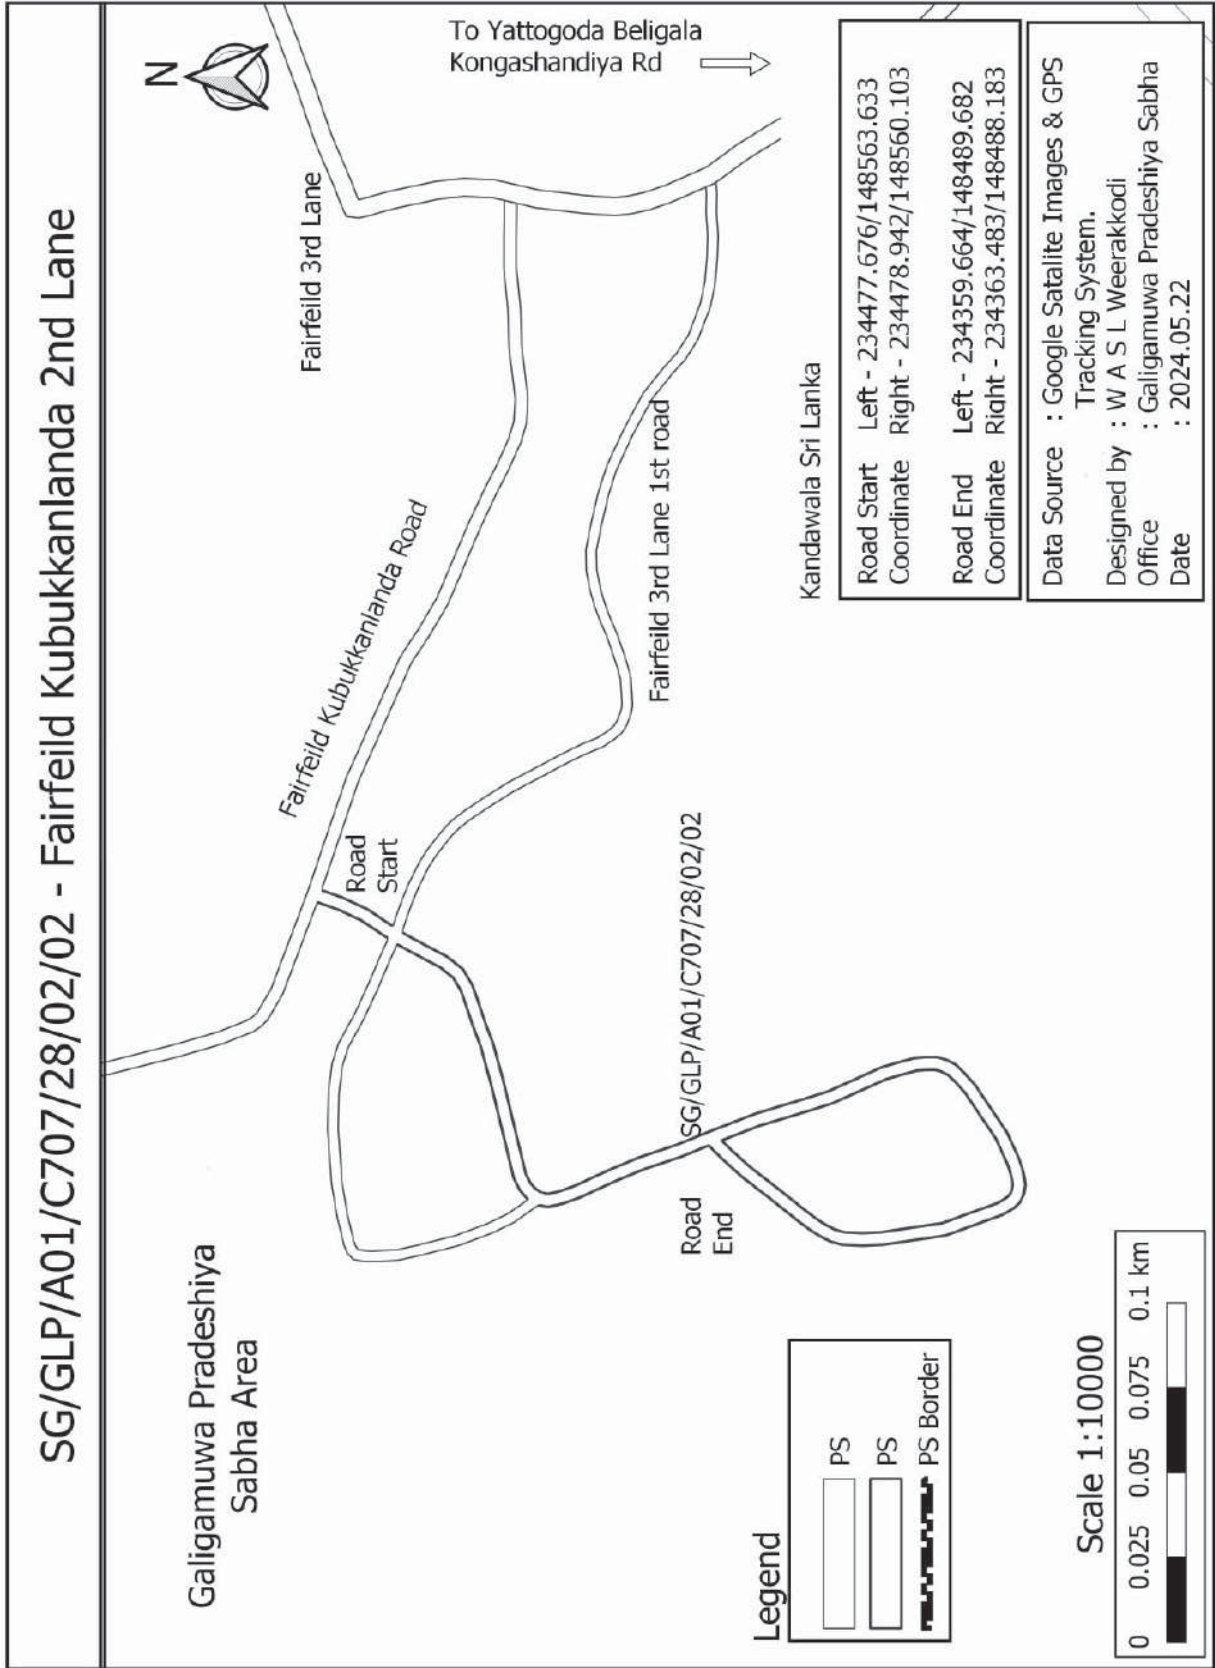 SG/GLP/A01/C707/28/02/02 - Fairfeild Kubukkanlanda 2nd Lane
Galigamuwa Pradeshiya
Sabha Area
N
Fairfeild 3rd Lane
To Yattogoda Beligala
Kongashandiya Rd
Fairfeild Kubukkanlanda Road
Road
Start
Fairfeild 3rd Lane 1st road
SG/GLP/A01/C707/28/02/02
Road
End
Kandawala Sri Lanka
Legend
PS
PS
PS Border
Scale 1:10000
0 0.025 0.05 0.075 0.1 km
Road Start Left - 234477.676/148563.633
Coordinate Right - 234478.942/148560.103
Road End Left - 234359.664/148489.682
Coordinate Right - 234363.483/148488.183
Data Source : Google Satalite Images & GPS
Tracking System.
Designed by : W A S L Weerakkodi
Office : Galigamuwa Pradeshiya Sabha
Date : 2024.05.22